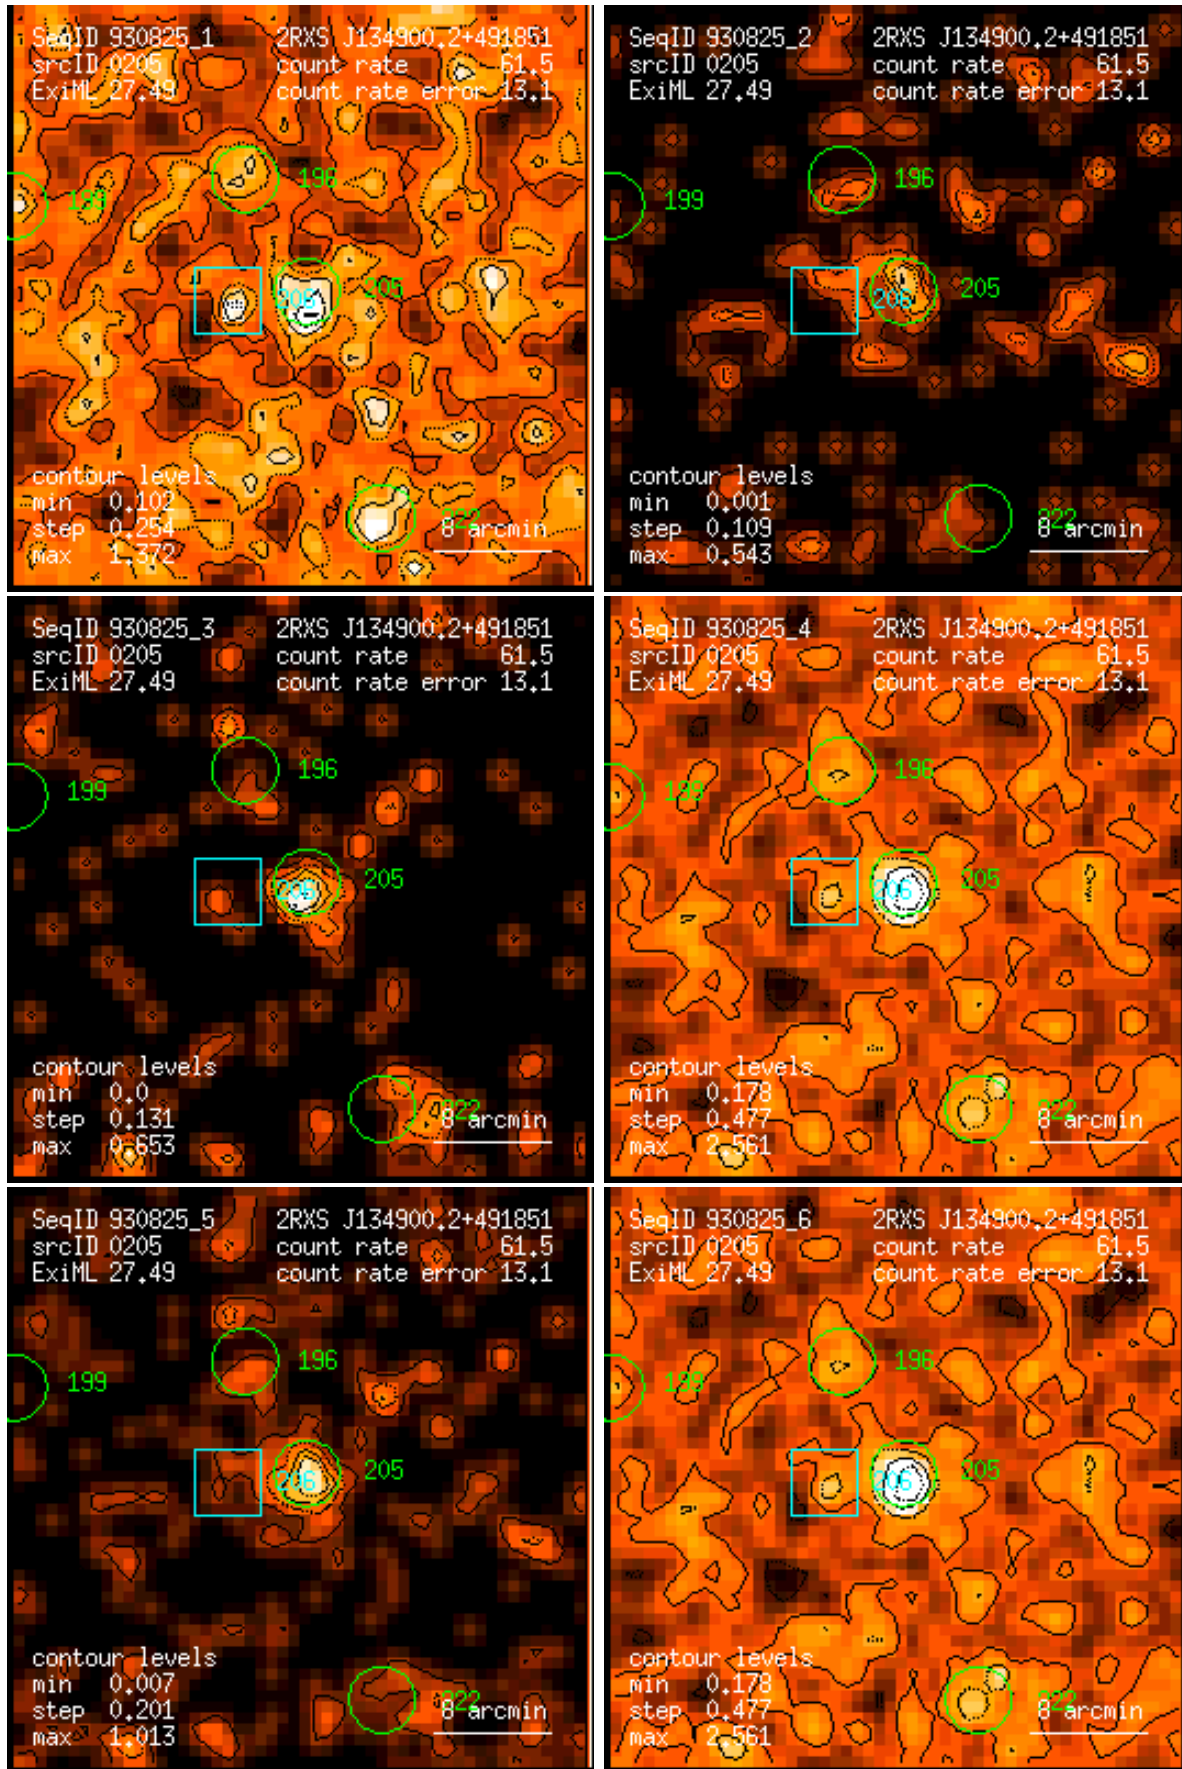 SeqID 930825_1 2RXS J134900.2+491851
srcID 0205 count rate 61.5
ExiML 27.49 count rate error 13.1
196
199
206 205
contour levels
min 0.102
step 0.254
max 1.372
322
8 arcmin
SeqID 930825_2 2RXS J134900.2+491851
srcID 0205 count rate 61.5
ExiML 27.49 count rate error 13.1
196
199
206 205
contour levels
min 0.001
step 0.109
max 0.543
8 arcmin
SeqID 930825_3 2RXS J134900.2+491851
srcID 0205 count rate 61.5
ExiML 27.49 count rate error 13.1
196
199
206 205
contour levels
min 0.0
step 0.131
max 0.653
8 arcmin
SeqID 930825_4 2RXS J134900.2+491851
srcID 0205 count rate 61.5
ExiML 27.49 count rate error 13.1
196
199
206 205
contour levels
min 0.178
step 0.477
max 2.561
8 arcmin
SeqID 930825_5 2RXS J134900.2+491851
srcID 0205 count rate 61.5
ExiML 27.49 count rate error 13.1
196
199
206 205
contour levels
min 0.007
step 0.201
max 1.013
8 arcmin
SeqID 930825_6 2RXS J134900.2+491851
srcID 0205 count rate 61.5
ExiML 27.49 count rate error 13.1
196
199
206 205
contour levels
min 0.178
step 0.477
max 2.561
8 arcmin